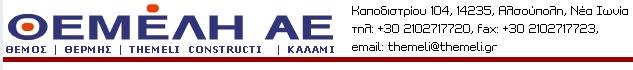 ΘΕΜΕΛΗ ΑΕ
ΘΕΜΟΣ | ΘΕΡΜΗΣ | THEMELI CONSTRUCTI | ΚΑΛΑΜΙ
Καποδιστρίου 104, 14235, Αλσούπολη, Νέα Ιωνία
τηλ: +30 2102717720, fax: +30 2102717723,
email: themeli@themeli.gr